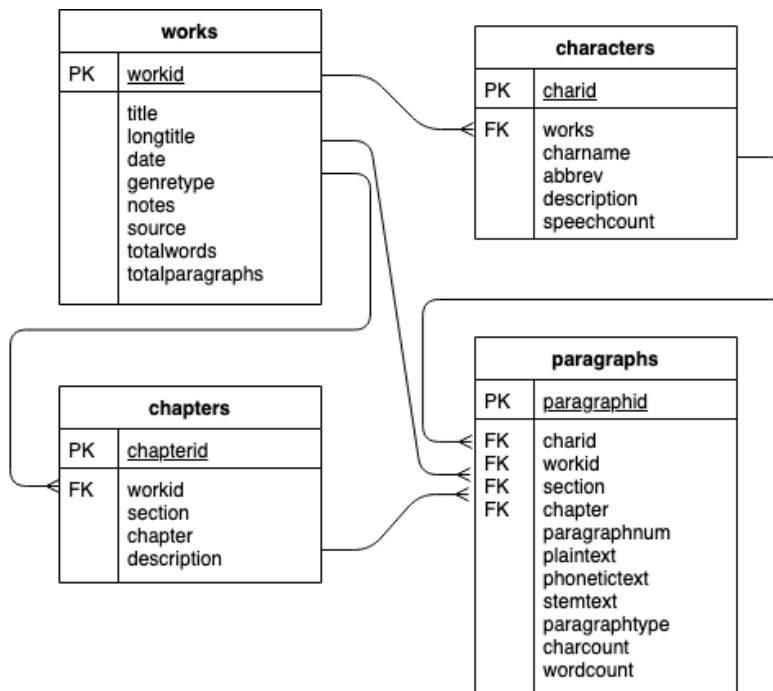 works
PK workid
title
longtitle
date
genretype
notes
source
totalwords
totalparagraphs
characters
PK charid
FK works
charname
abbrev
description
speechcount
chapters
PK chapterid
FK workid
section
chapter
description
paragraphs
PK paragraphid
FK charid
FK workid
FK section
FK chapter
paragraphnum
plaintext
phonetictext
stemtext
paragraphtype
charcount
wordcount